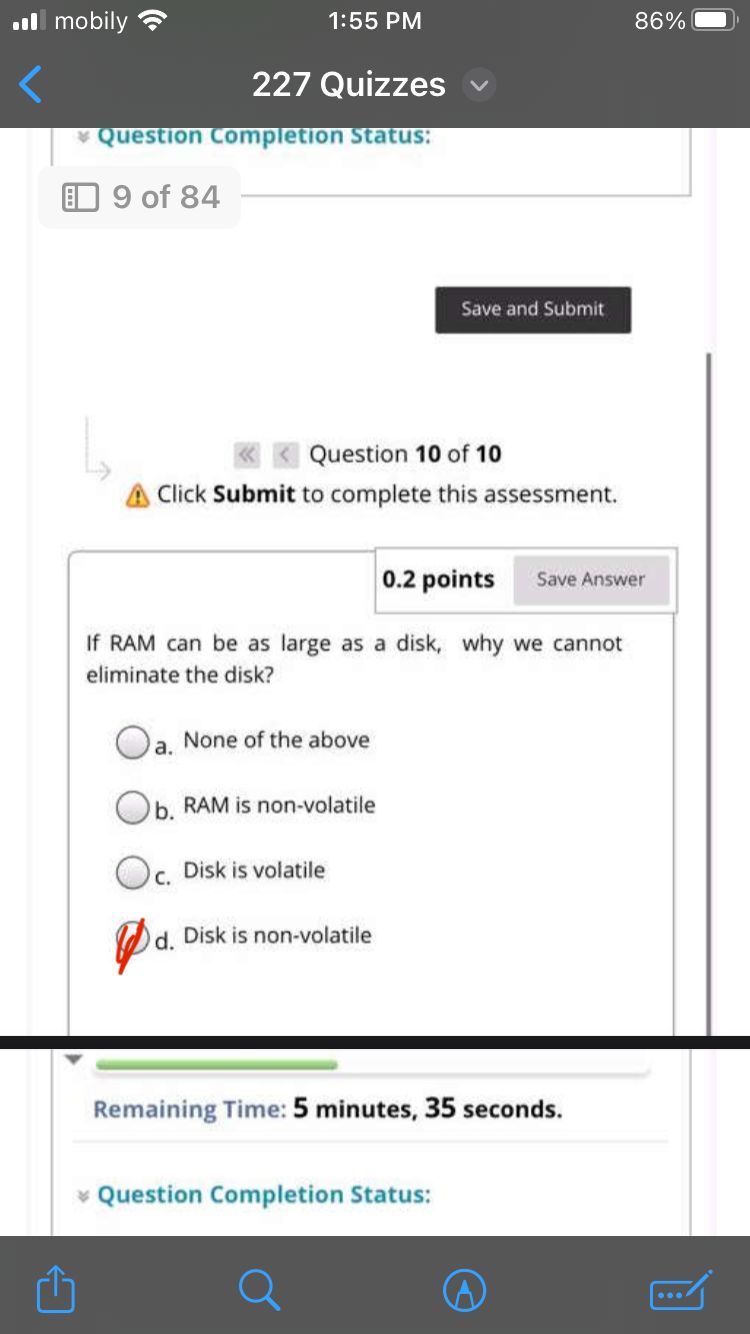 mobily 1:55 PM 86%
227 Quizzes
Question Completion Status:
9 of 84
Save and Submit
Question 10 of 10
Click Submit to complete this assessment.
0.2 points Save Answer
If RAM can be as large as a disk, why we cannot
eliminate the disk?
a. None of the above
b. RAM is non-volatile
c. Disk is volatile
d. Disk is non-volatile
Remaining Time: 5 minutes, 35 seconds.
Question Completion Status: